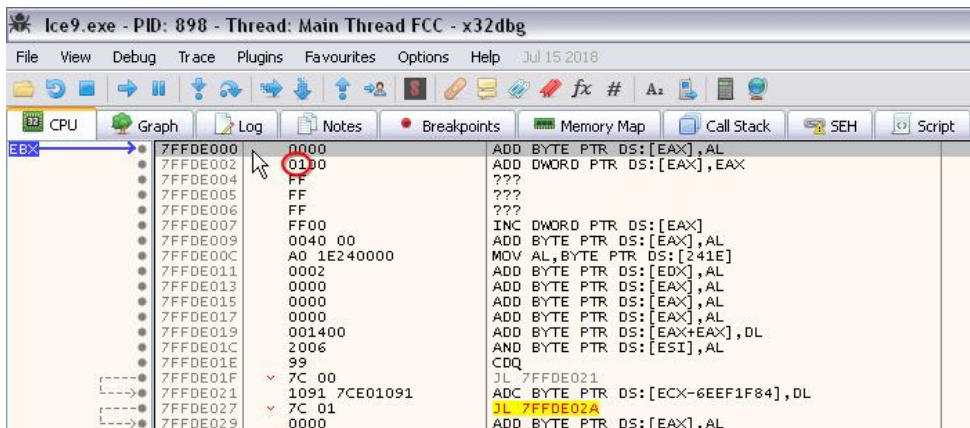 Ice9.exe - PID: 898 - Thread: Main Thread FCC - x32dbg
File View Debug Trace Plugins Favourites Options Help Jul 15 2018
CPU Graph Log Notes Breakpoints Memory Map Call Stack SEH Script
EBX 7FFDE000 0000 ADD BYTE PTR DS:[EAX],AL
7FFDE002 0100 ADD DWORD PTR DS:[EAX],EAX
7FFDE004 FF ???
7FFDE005 FF ???
7FFDE006 FF ???
7FFDE007 FF00 INC DWORD PTR DS:[EAX]
7FFDE009 0040 00 ADD BYTE PTR DS:[EAX],AL
7FFDE00C A0 1E240000 MOV AL,BYTE PTR DS:[241E]
7FFDE011 0002 ADD BYTE PTR DS:[EDX],AL
7FFDE013 0000 ADD BYTE PTR DS:[EAX],AL
7FFDE015 0000 ADD BYTE PTR DS:[EAX],AL
7FFDE017 0000 ADD BYTE PTR DS:[EAX],AL
7FFDE019 001400 ADD BYTE PTR DS:[EAX+EAX],DL
7FFDE01C 2006 AND BYTE PTR DS:[ESI],AL
7FFDE01E 99 CDQ
7FFDE01F 7C 00 JL 7FFDE021
7FFDE021 1091 7CE01091 ADC BYTE PTR DS:[ECX-6EEF1F84],DL
7FFDE027 7C 01 JL 7FFDE02A
7FFDE029 0000 ADD BYTE PTR DS:[EAX],AL